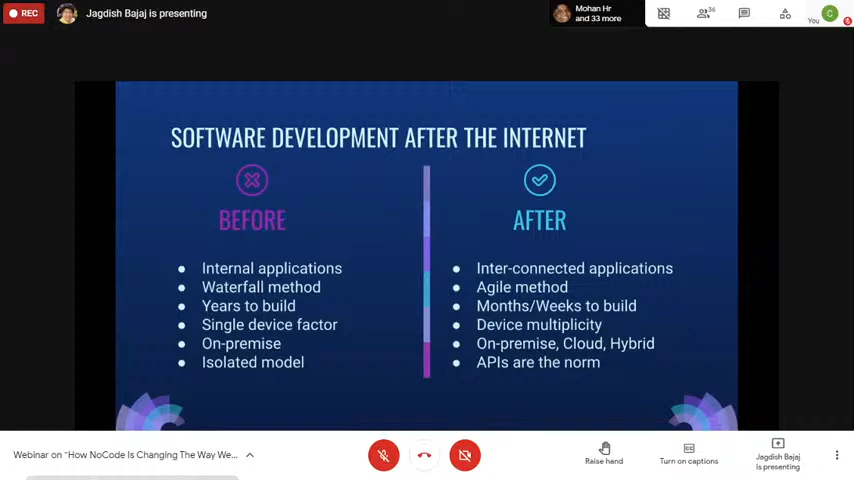 REC
Jagdish Bajaj is presenting
Mohan Hr
and 33 more
36
You
C
SOFTWARE DEVELOPMENT AFTER THE INTERNET
BEFORE
• Internal applications
• Waterfall method
• Years to build
• Single device factor
• On-premise
• Isolated model
AFTER
• Inter-connected applications
• Agile method
• Months/Weeks to build
• Device multiplicity
• On-premise, Cloud, Hybrid
• APIs are the norm
Webinar on “How NoCode Is Changing The Way We...
Raise hand
Turn on captions
Jagdish Bajaj
is presenting